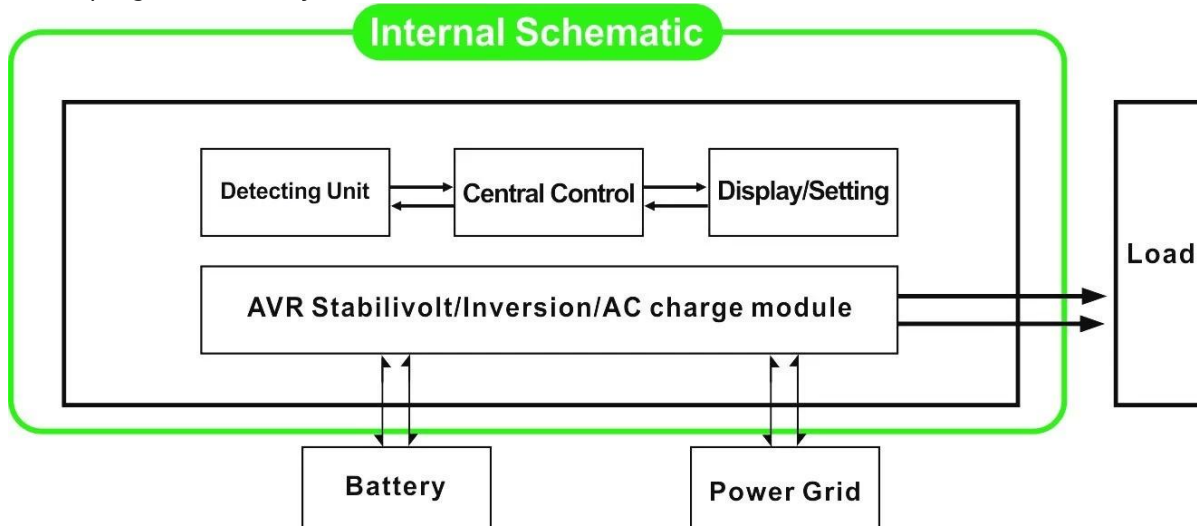 Internal Schematic
Detecting Unit
Central Control
Display/Setting
AVR Stabilivolt/Inversion/AC charge module
Load
Battery
Power Grid